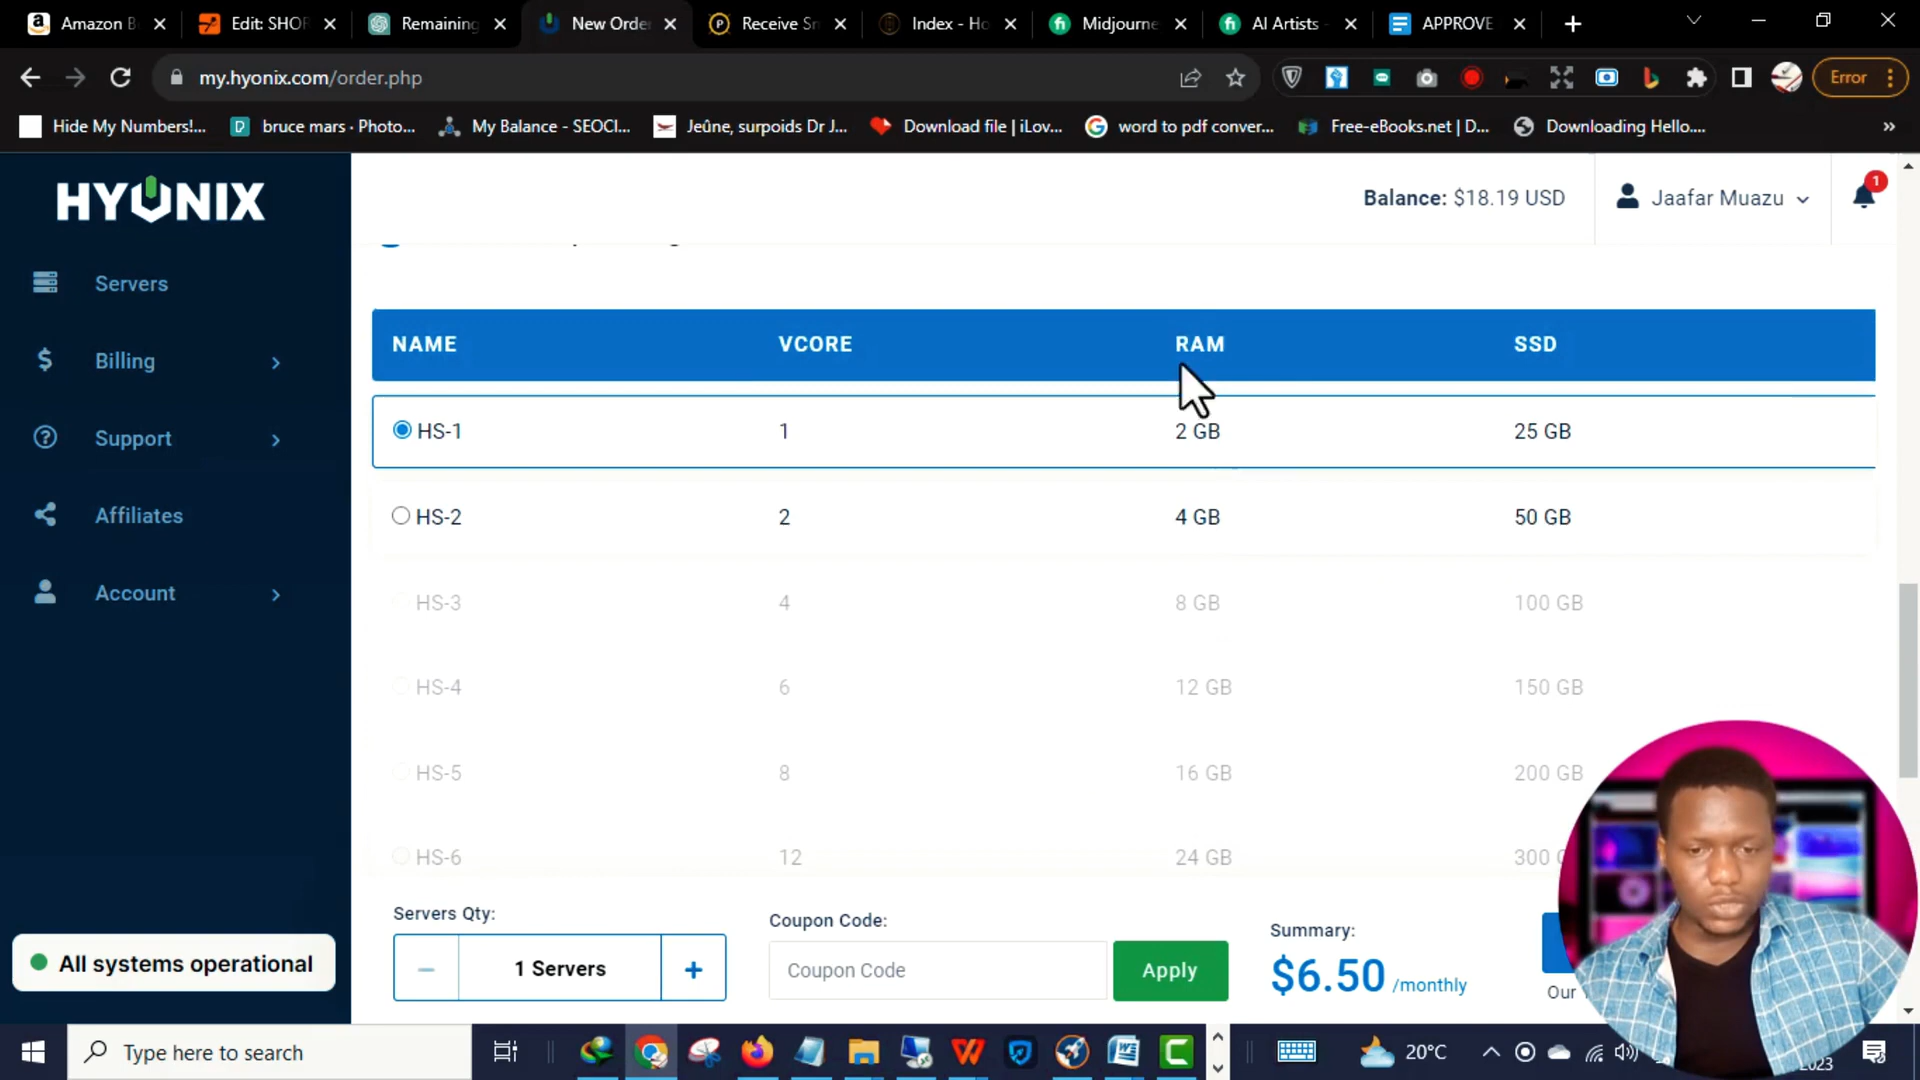 Amazon B
Edit: SHOR
Remaining
New Orde
Receive Sm
Index - Ho
Midjourne
AI Artists -
APPROVE
my.hyonix.com/order.php
Error
Hide My Numbers!...
bruce mars · Photo...
My Balance - SEOCl...
Jeûne, surpoids Dr J...
Download file | iLov...
word to pdf conver...
Free-eBooks.net | D...
Downloading Hello....
»
HYONIX
Balance: $18.19 USD
Jaafar Muazu
1
Servers
Billing
Support
Affiliates
Account
All systems operational
NAME VCORE RAM SSD
HS-1 1 2 GB 25 GB
HS-2 2 4 GB 50 GB
HS-3 4 8 GB 100 GB
HS-4 6 12 GB 150 GB
HS-5 8 16 GB 200 GB
HS-6 12 24 GB 300
Servers Qty:
− 1 Servers +
Coupon Code:
Coupon Code
Apply
Summary:
$6.50 /monthly
Our
Type here to search
20°C
2023